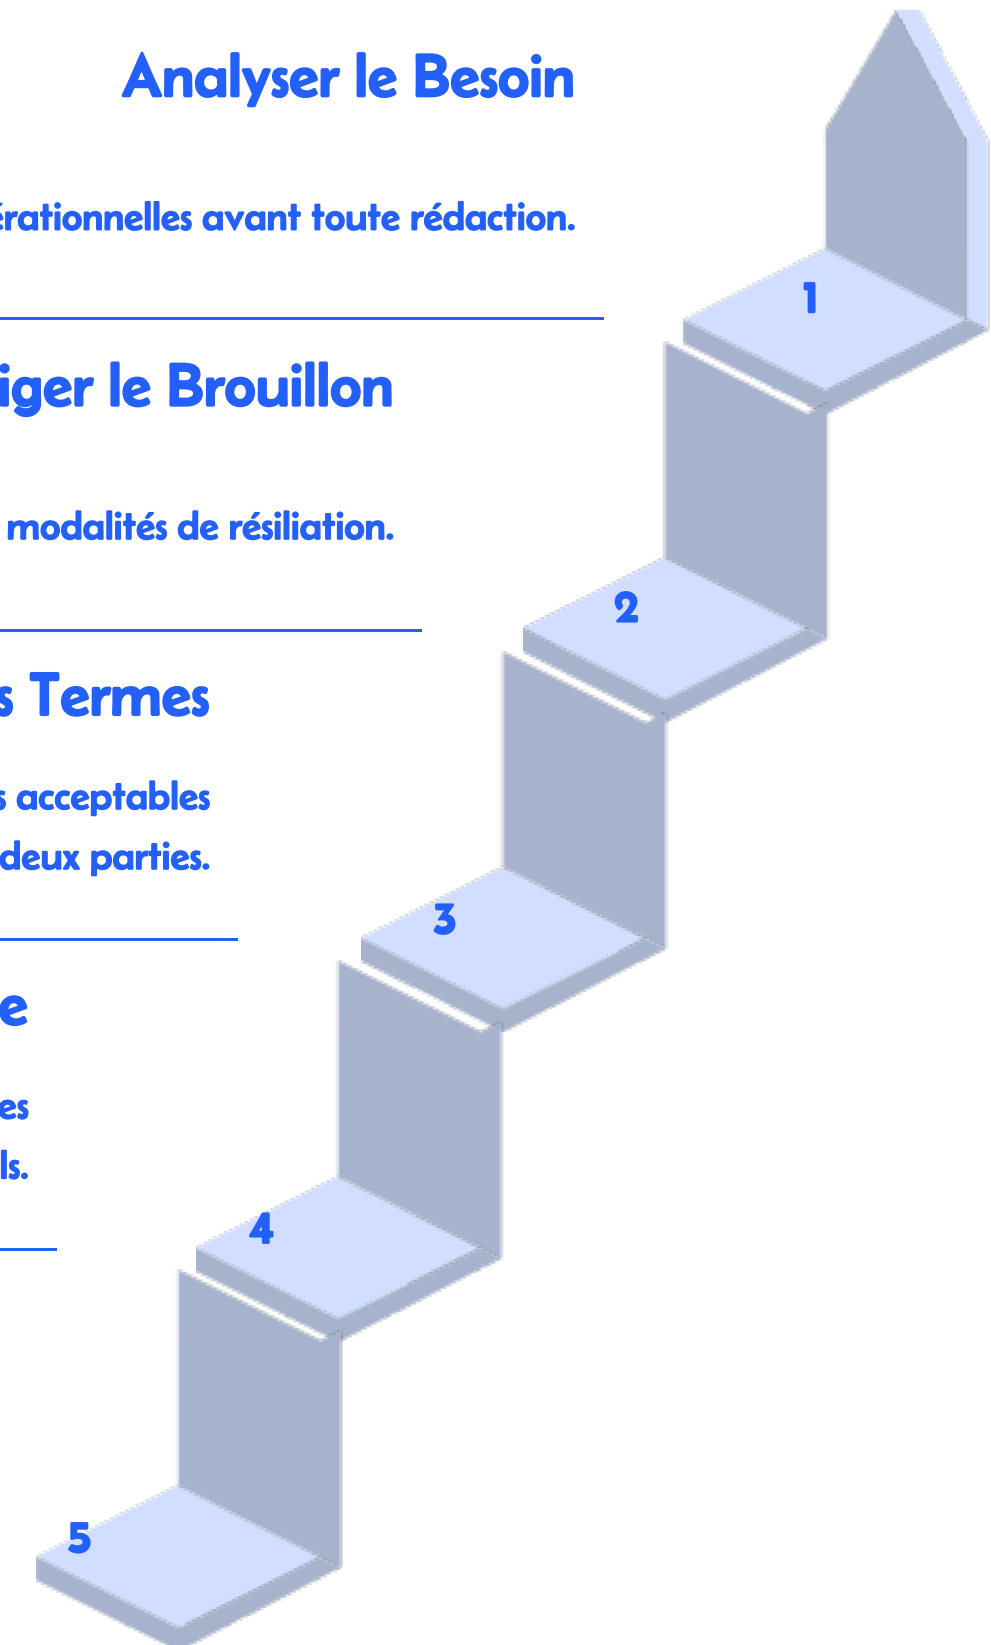 Analyser le Besoin
érationnelles avant toute rédaction.
1
iger le Brouillon
modalités de résiliation.
2
s Termes
s acceptables
deux parties.
3
e
es
ls.
4
5